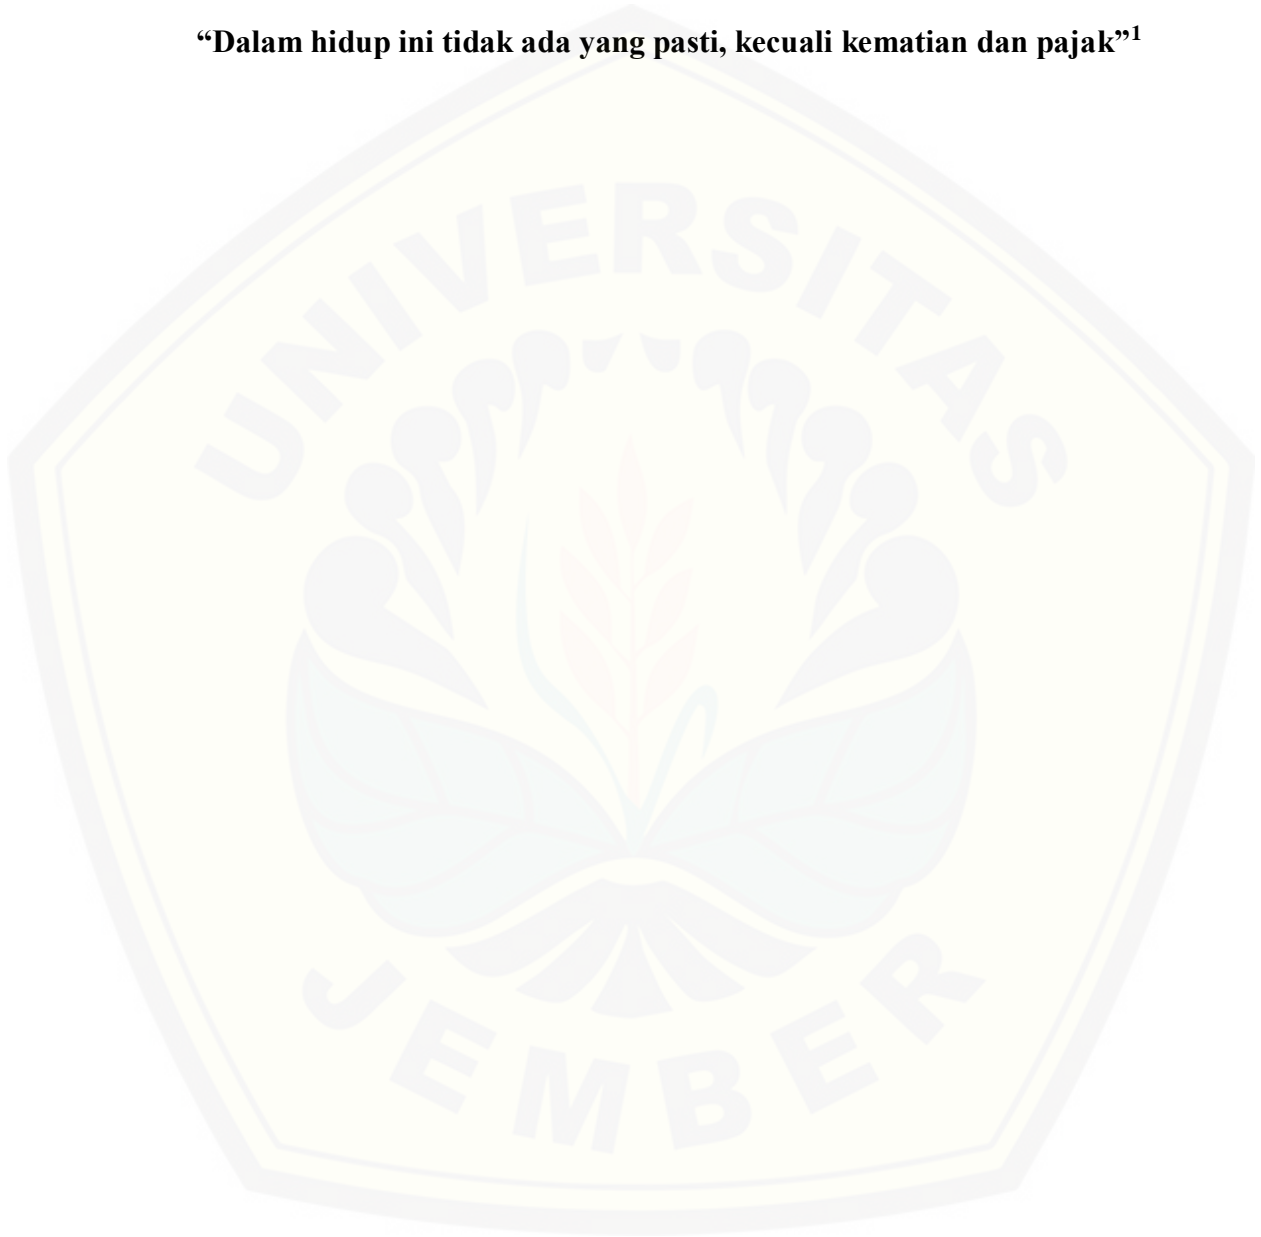 “Dalam hidup ini tidak ada yang pasti, kecuali kematian dan pajak”¹
UNIVERSITAS
JEMBER